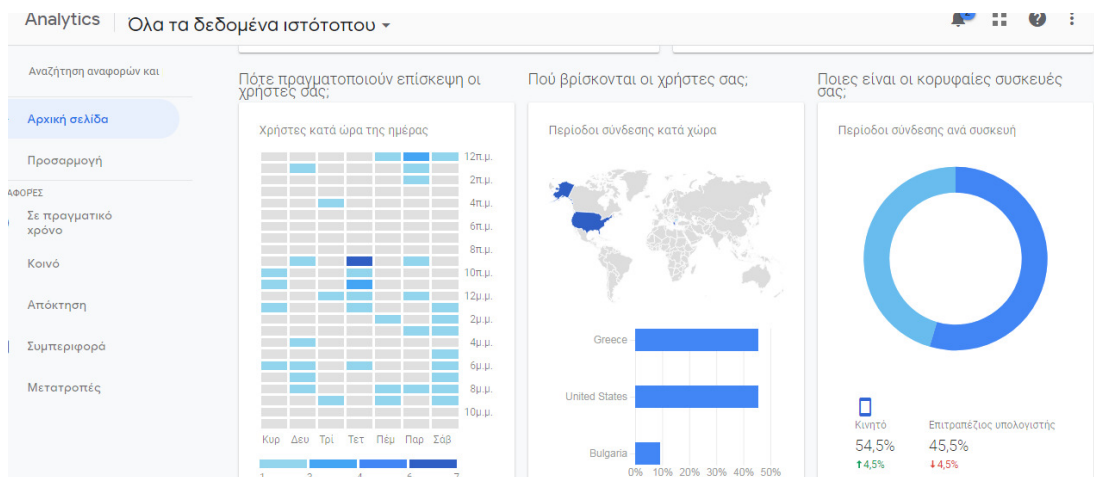 Analytics
Όλα τα δεδομένα ιστότοπου
Αναζήτηση αναφορών και
Αρχική σελίδα
Προσαρμογή
ΑΦΟΡΕΣ
Σε πραγματικό
χρόνο
Κοινό
Απόκτηση
Συμπεριφορά
Μετατροπές
Πότε πραγματοποιούν επίσκεψη οι
χρήστες σας;
Χρήστες κατά ώρα της ημέρας
12π.μ.
2π.μ.
4π.μ.
6π.μ.
8π.μ.
10π.μ.
12μ.μ.
2μ.μ.
4μ.μ.
6μ.μ.
8μ.μ.
10μ.μ.
Κυρ Δευ Τρί Τετ Πέμ Παρ Σάβ
Πού βρίσκονται οι χρήστες σας;
Περίοδοι σύνδεσης κατά χώρα
Greece
United States
Bulgaria
0% 10% 20% 30% 40% 50%
Ποιες είναι οι κορυφαίες συσκευές
σας;
Περίοδοι σύνδεσης ανά συσκευή
Κινητό Επιτραπέζιος υπολογιστής
54,5% 45,5%
↑4,5% ↓4,5%